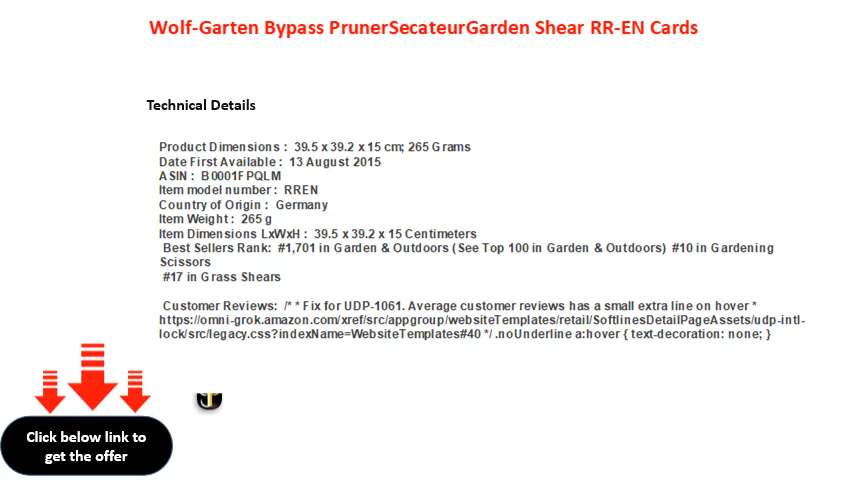 Wolf-Garten Bypass PrunerSecateurGarden Shear RR-EN Cards
Technical Details
Product Dimensions : 39.5 x 39.2 x 15 cm; 265 Grams
Date First Available : 13 August 2015
ASIN : B0001FPQLM
Item model number : RREN
Country of Origin : Germany
Item Weight : 265 g
Item Dimensions LxWxH : 39.5 x 39.2 x 15 Centimeters
Best Sellers Rank: #1,701 in Garden & Outdoors (See Top 100 in Garden & Outdoors) #10 in Gardening
Scissors
#17 in Grass Shears
Customer Reviews: /* * Fix for UDP-1061. Average customer reviews has a small extra line on hover *
https://omni-grok.amazon.com/xref/src/appgroup/websiteTemplates/retail/SoftlinesDetailPageAssets/udp-intl-
lock/src/legacy.css?indexName=WebsiteTemplates#40 */ .noUnderline a:hover { text-decoration: none; }
Click below link to
get the offer